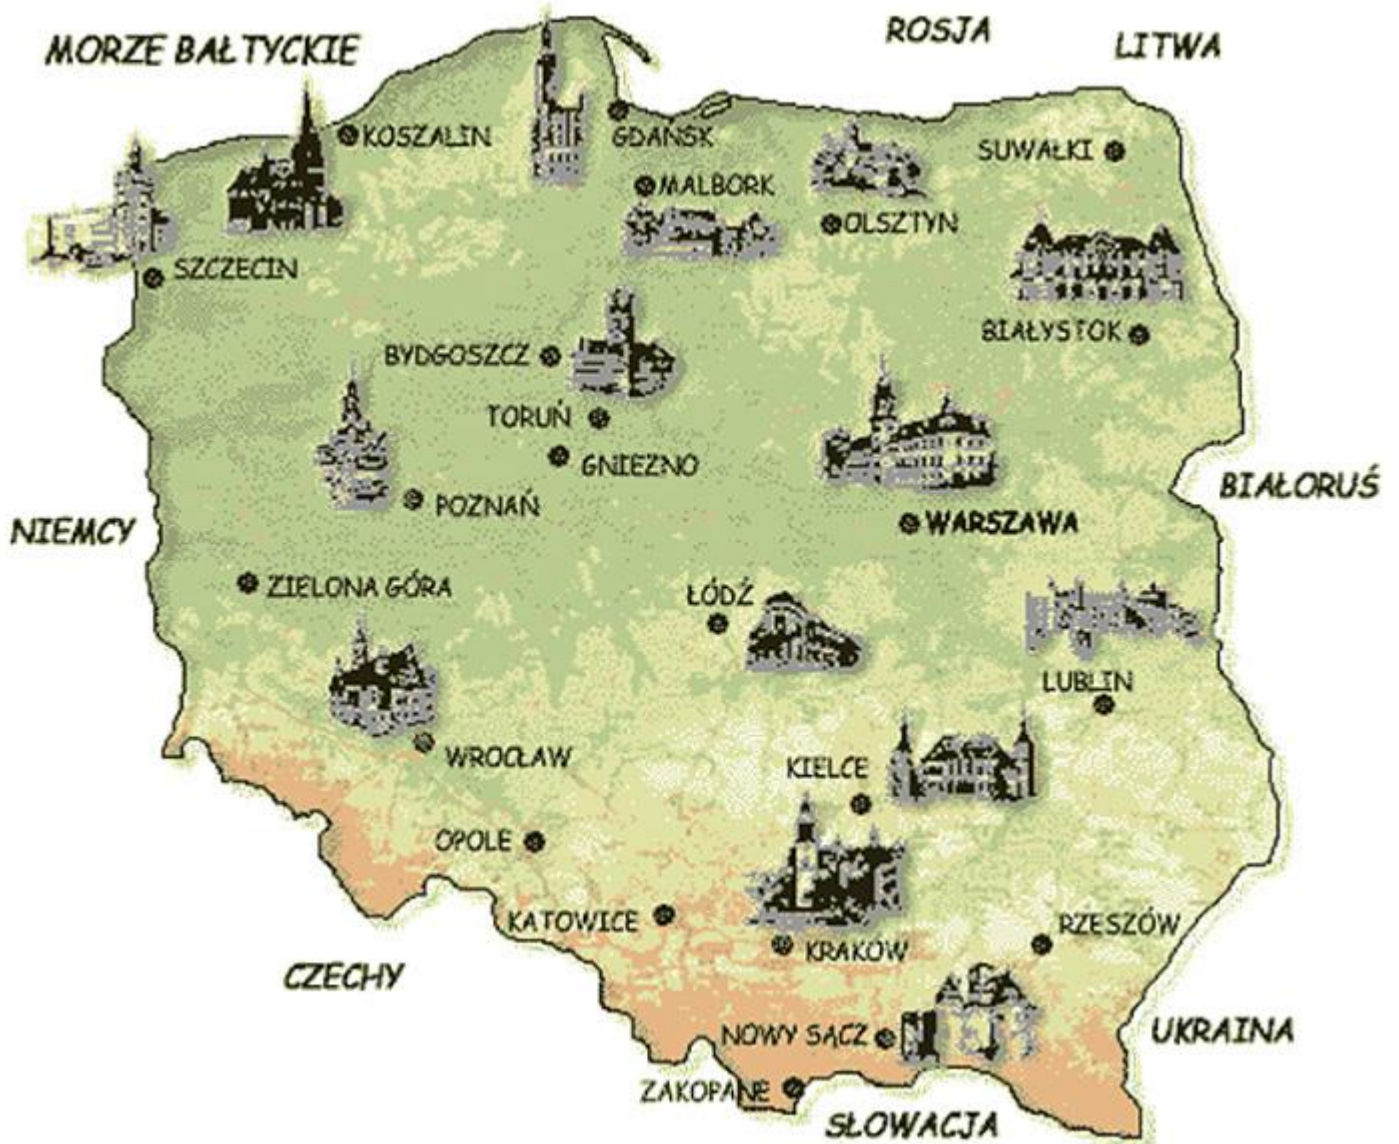 MORZE BAŁTYCKIE
ROSJA
LITWA
KOSZALIN
GDAŃSK
SUWAŁKI
MALBORK
OLSZTYN
SZCZECIN
BIAŁYSTOK
BYDGOSZCZ
TORUŃ
GNIEZNO
POZNAŃ
BIAŁORUŚ
WARSZAWA
NIEMCY
ZIELONA GÓRA
ŁÓDŹ
LUBLIN
WROCŁAW
KIELCE
OPOLE
KATOWICE
RZESZÓW
KRAKÓW
CZECHY
NOWY SĄCZ
UKRAINA
ZAKOPANE
SŁOWACJA